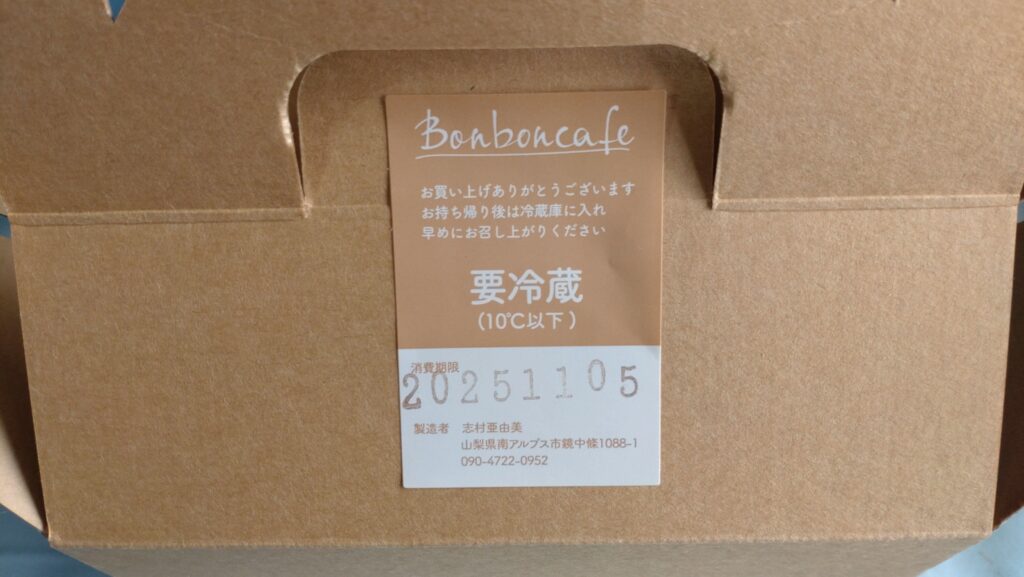 Bonboncafe
お買い上げありがとうございます
お持ち帰り後は冷蔵庫に入れ
早めにお召し上がりください
要冷蔵
(10℃以下)
消費期限
20251105
製造者 志村亜由美
山梨県南アルプス市鏡中條1088-1
090-4722-0952